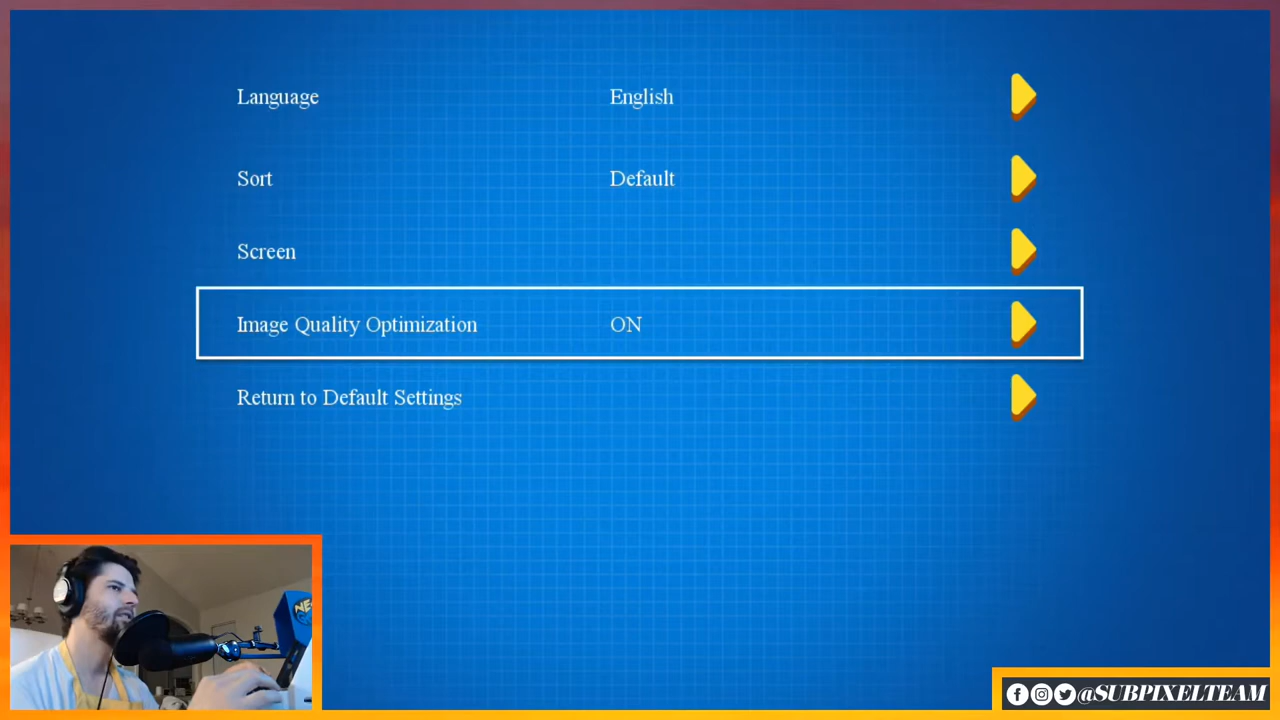 Language English
Sort Default
Screen
Image Quality Optimization ON
Return to Default Settings
@SUBPIXELTEAM